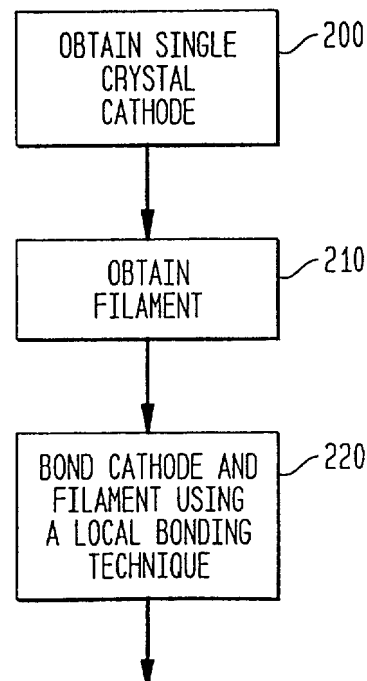 OBTAIN SINGLE
CRYSTAL
CATHODE
200
OBTAIN
FILAMENT
210
BOND CATHODE AND
FILAMENT USING
A LOCAL BONDING
TECHNIQUE
220